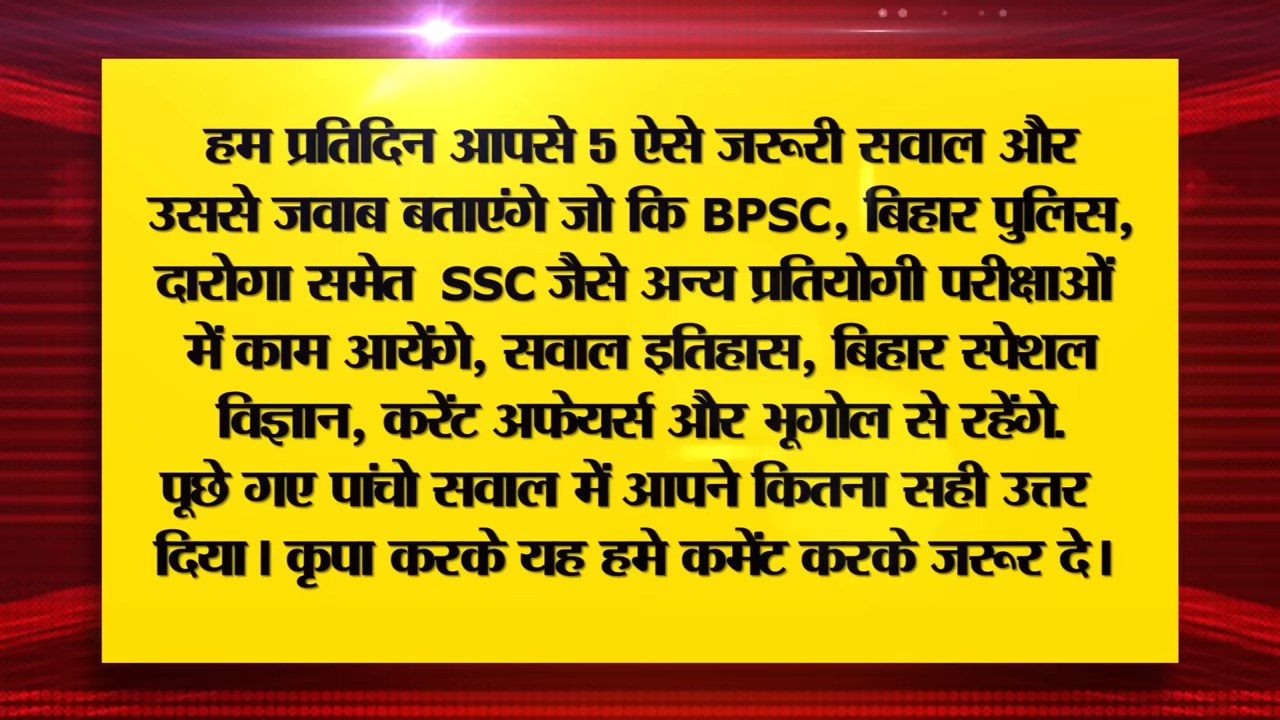 हम प्रतिदिन आपसे 5 ऐसे जरूरी सवाल और
उससे जवाब बताएंगे जो कि BPSC, बिहार पुलिस,
दारोगा समेत SSC जैसे अन्य प्रतियोगी परीक्षाओं
में काम आयेंगे, सवाल इतिहास, बिहार स्पेशल
विज्ञान, करेंट अफेयर्स और भूगोल से रहेंगे.
पूछे गए पांचो सवाल में आपने कितना सही उत्तर
दिया। कृपा करके यह हमे कमेंट करके जरूर दे।